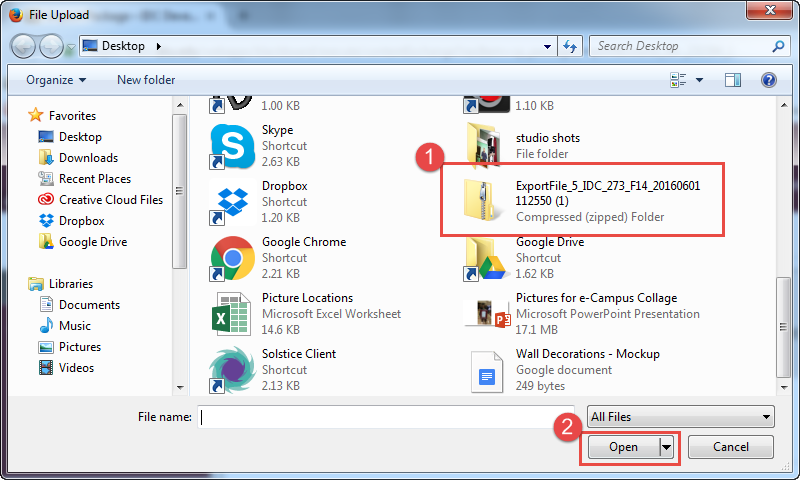 File Upload
Desktop
Search Desktop
Organize
New folder
Favorites
Desktop
Downloads
Recent Places
Creative Cloud Files
Dropbox
Google Drive
Libraries
Documents
Music
Pictures
Videos
1.00 KB
1.10 KB
Skype
Shortcut
2.63 KB
studio shots
File folder
1
Dropbox
Shortcut
1.20 KB
ExportFile_5_IDC_273_F14_20160601
112550 (1)
Compressed (zipped) Folder
Google Chrome
Shortcut
2.21 KB
Google Drive
Shortcut
1.62 KB
Picture Locations
Microsoft Excel Worksheet
14.6 KB
Pictures for e-Campus Collage
Microsoft PowerPoint Presentation
17.1 MB
Solstice Client
Shortcut
2.13 KB
Wall Decorations - Mockup
Google document
249 bytes
File name:
All Files
2
Open
Cancel